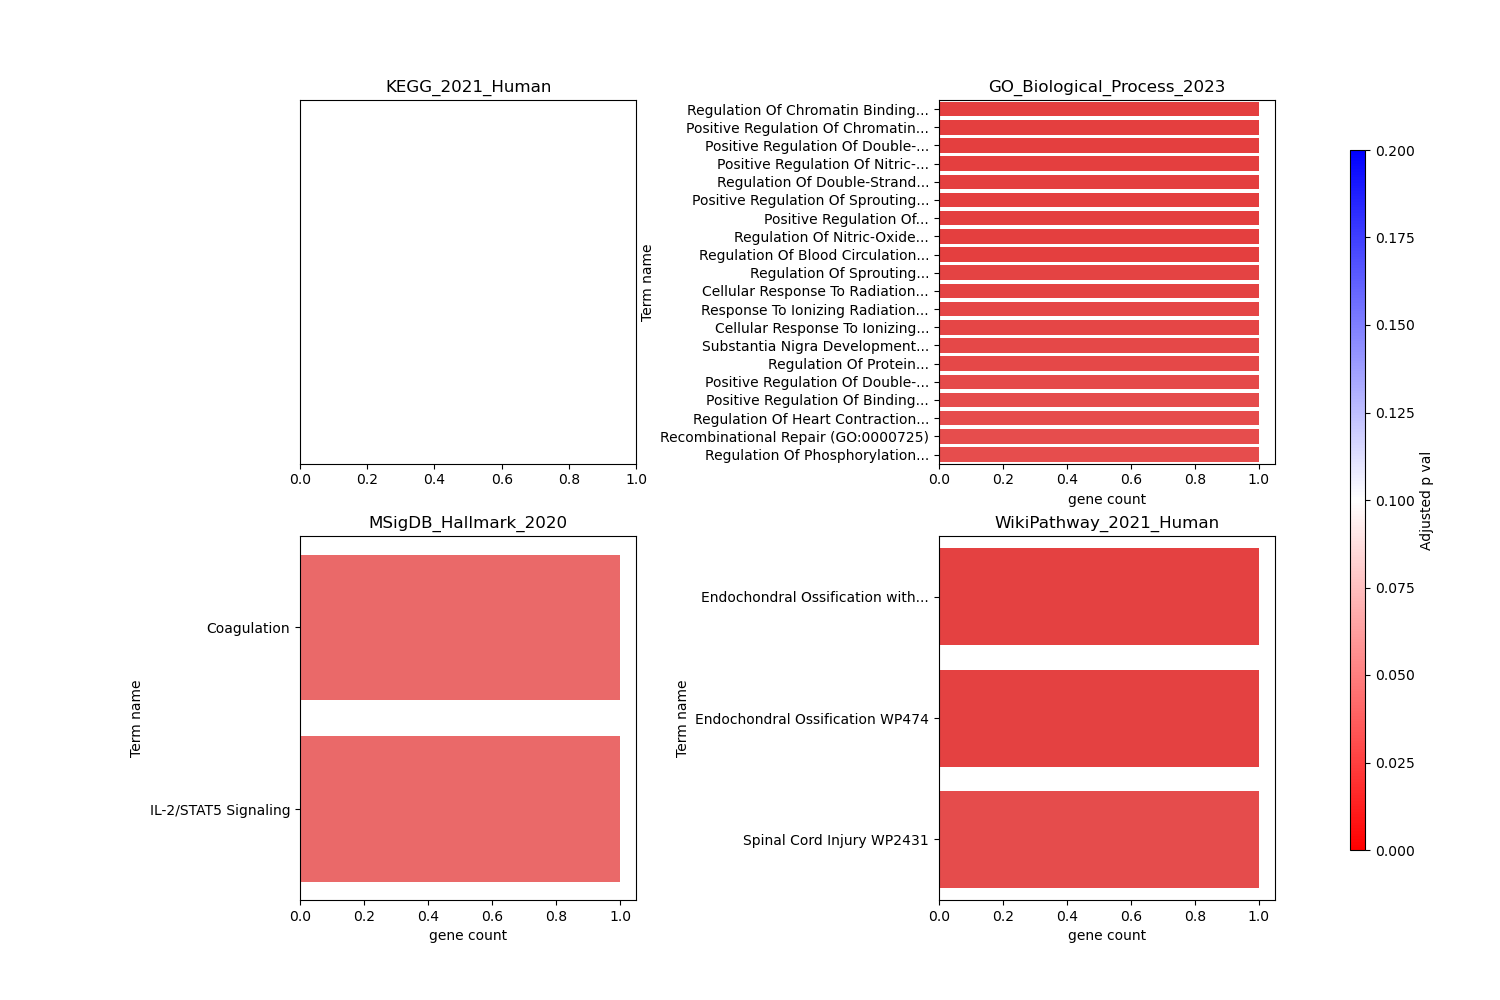 KEGG_2021_Human
0.0 0.2 0.4 0.6 0.8 1.0
GO_Biological_Process_2023
Term name
Regulation Of Chromatin Binding...
Positive Regulation Of Chromatin...
Positive Regulation Of Double-...
Positive Regulation Of Nitric-...
Regulation Of Double-Strand...
Positive Regulation Of Sprouting...
Positive Regulation Of...
Regulation Of Nitric-Oxide...
Regulation Of Blood Circulation...
Regulation Of Sprouting...
Cellular Response To Radiation...
Response To Ionizing Radiation...
Cellular Response To Ionizing...
Substantia Nigra Development...
Regulation Of Protein...
Positive Regulation Of Double-...
Positive Regulation Of Binding...
Regulation Of Heart Contraction...
Recombinational Repair (GO:0000725)
Regulation Of Phosphorylation...
0.0 0.2 0.4 0.6 0.8 1.0
gene count
MSigDB_Hallmark_2020
Term name
Coagulation
IL-2/STAT5 Signaling
0.0 0.2 0.4 0.6 0.8 1.0
gene count
WikiPathway_2021_Human
Term name
Endochondral Ossification with...
Endochondral Ossification WP474
Spinal Cord Injury WP2431
0.0 0.2 0.4 0.6 0.8 1.0
gene count
0.200
0.175
0.150
0.125
0.100
0.075
0.050
0.025
0.000
Adjusted p val